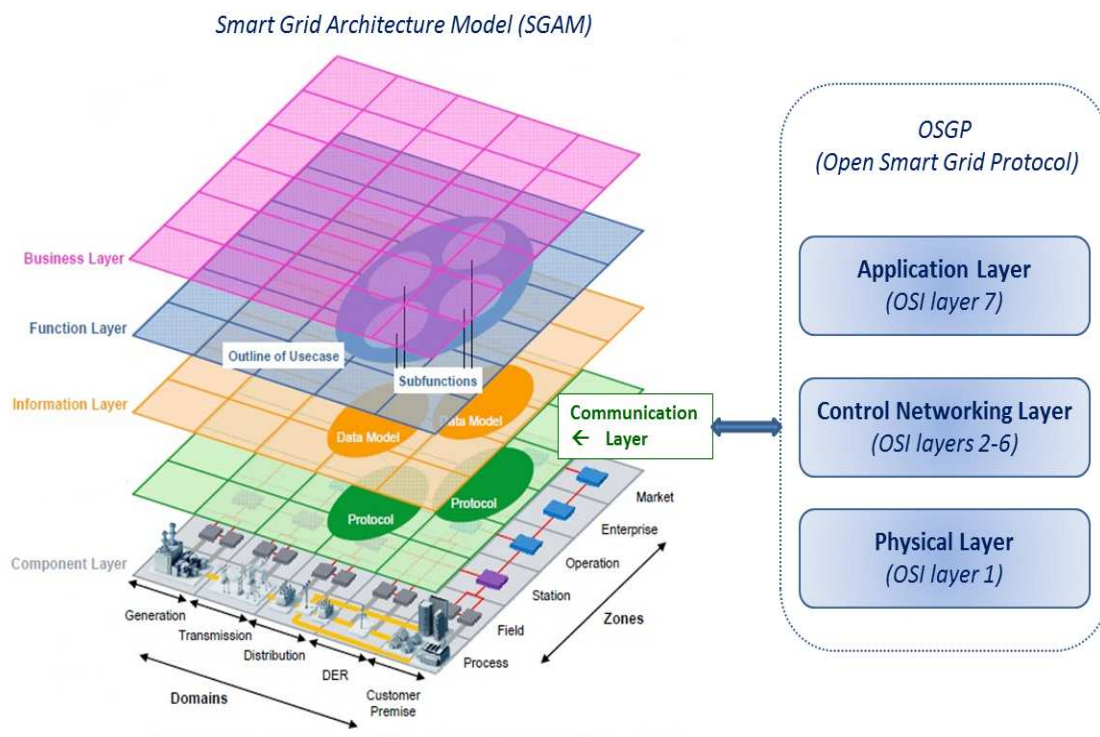 Smart Grid Architecture Model (SGAM)
Business Layer
Function Layer
Outline of Usecase
Subfunctions
Information Layer
Data Model
Data Model
Communication
← Layer
Protocol
Protocol
Component Layer
Generation
Transmission
Distribution
DER
Customer
Premise
Domains
Market
Enterprise
Operation
Station
Field
Process
Zones
OSGP
(Open Smart Grid Protocol)
Application Layer
(OSI layer 7)
Control Networking Layer
(OSI layers 2-6)
Physical Layer
(OSI layer 1)